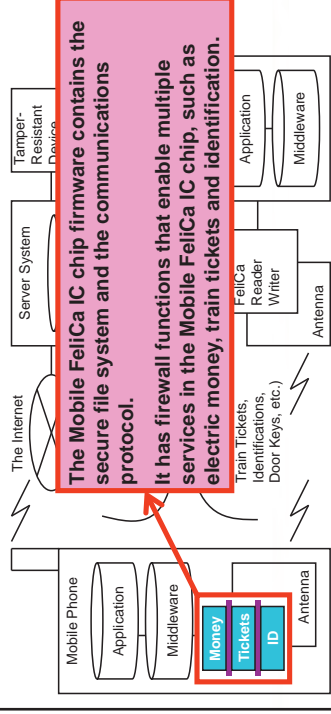 The Mobile FeliCa IC chip firmware contains the
secure file system and the communications
protocol.
It has firewall functions that enable multiple
services in the Mobile FeliCa IC chip, such as
electric money, train tickets and identification.
Mobile Phone
Application
Middleware
Money
Tickets
ID
Antenna
The Internet
Server System
Tamper-
Resistant
Device
Train Tickets,
Identifications,
Door Keys, etc.)
FeliCa
Reader
Writer
Antenna
Application
Middleware